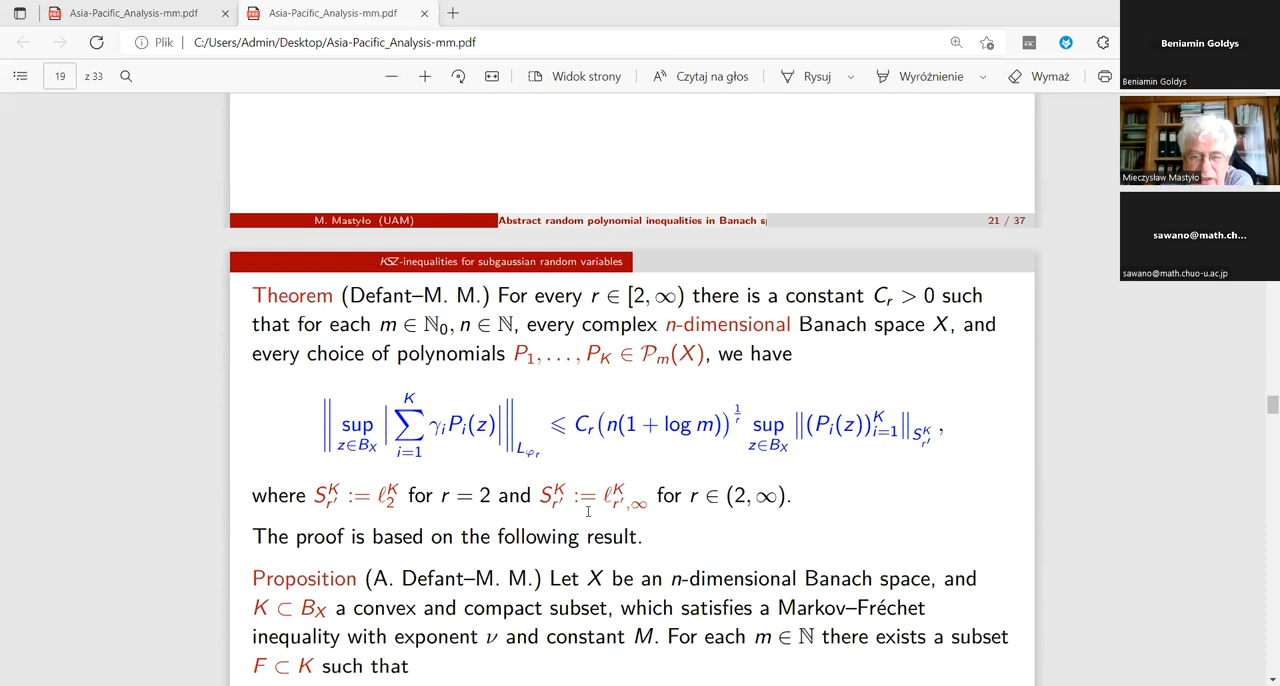 Asia-Pacific_Analysis-mm.pdf
Asia-Pacific_Analysis-mm.pdf
Plik
C:/Users/Admin/Desktop/Asia-Pacific_Analysis-mm.pdf
19 z 33
Widok strony
Czytaj na głos
Rysuj
Wyróżnienie
Wymaż
Beniamin Goldys
Beniamin Goldys
Mieczysław Mastyło
sawano@math.ch...
sawano@math.chuo-u.ac.jp
M. Mastyło (UAM) Abstract random polynomial inequalities in Banach s 21 / 37
KSZ-inequalities for subgaussian random variables
Theorem (Defant–M. M.) For every r ∈ [2, ∞) there is a constant C_r > 0 such
that for each m ∈ ℕ₀, n ∈ ℕ, every complex n-dimensional Banach space X, and
every choice of polynomials P_1, . . . , P_K ∈ 𝒫_m(X), we have
‖ sup_{z∈B_X} | ∑_{i=1}^{K} γ_i P_i(z) | ‖_{L_{φ_r}} ⩽ C_r (n(1 + log m))^{1/r} sup_{z∈B_X} ‖(P_i(z))_{i=1}^{K}‖_{S_{r'}^{K}} ,
where S_{r'}^{K} := ℓ_2^K for r = 2 and S_{r'}^{K} := ℓ_{r',∞}^{K} for r ∈ (2, ∞).
The proof is based on the following result.
Proposition (A. Defant–M. M.) Let X be an n-dimensional Banach space, and
K ⊂ B_X a convex and compact subset, which satisfies a Markov–Fréchet
inequality with exponent ν and constant M. For each m ∈ ℕ there exists a subset
F ⊂ K such that